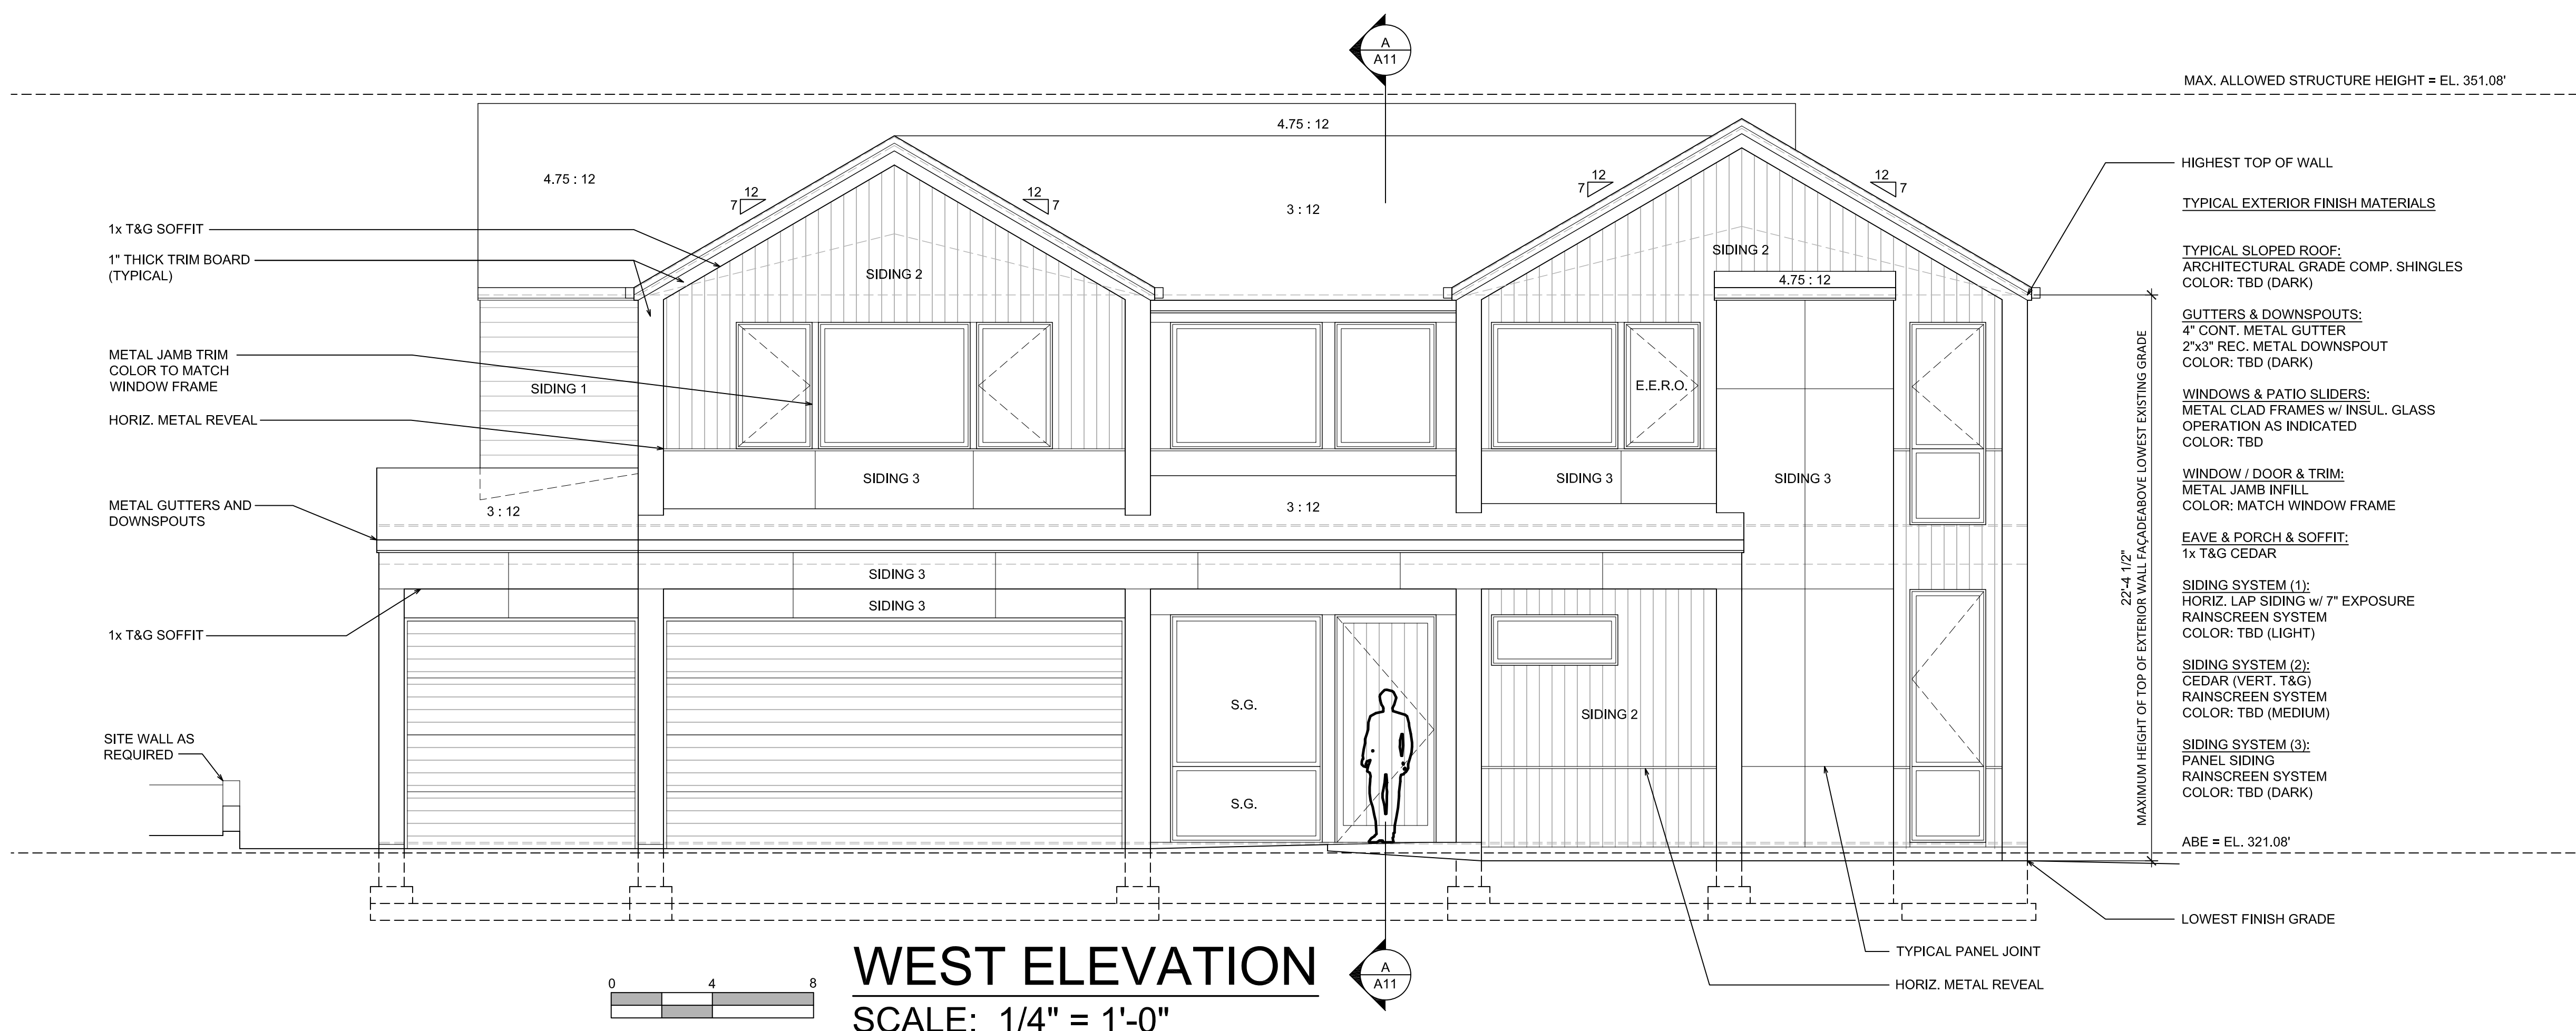 A
A11
MAX. ALLOWED STRUCTURE HEIGHT = EL. 351.08'
4.75 : 12
4.75 : 12
12
7
12
7
3 : 12
12
7
12
7
HIGHEST TOP OF WALL
TYPICAL EXTERIOR FINISH MATERIALS
TYPICAL SLOPED ROOF:
ARCHITECTURAL GRADE COMP. SHINGLES
COLOR: TBD (DARK)
GUTTERS & DOWNSPOUTS:
4" CONT. METAL GUTTER
2"x3" REC. METAL DOWNSPOUT
COLOR: TBD (DARK)
WINDOWS & PATIO SLIDERS:
METAL CLAD FRAMES w/ INSUL. GLASS
OPERATION AS INDICATED
COLOR: TBD
WINDOW / DOOR & TRIM:
METAL JAMB INFILL
COLOR: MATCH WINDOW FRAME
EAVE & PORCH & SOFFIT:
1x T&G CEDAR
SIDING SYSTEM (1):
HORIZ. LAP SIDING w/ 7" EXPOSURE
RAINSCREEN SYSTEM
COLOR: TBD (LIGHT)
SIDING SYSTEM (2):
CEDAR (VERT. T&G)
RAINSCREEN SYSTEM
COLOR: TBD (MEDIUM)
SIDING SYSTEM (3):
PANEL SIDING
RAINSCREEN SYSTEM
COLOR: TBD (DARK)
ABE = EL. 321.08'
LOWEST FINISH GRADE
22'-4 1/2"
MAXIMUM HEIGHT OF TOP OF EXTERIOR WALL FAÇADEABOVE LOWEST EXISTING GRADE
1x T&G SOFFIT
1" THICK TRIM BOARD
(TYPICAL)
METAL JAMB TRIM
COLOR TO MATCH
WINDOW FRAME
HORIZ. METAL REVEAL
METAL GUTTERS AND
DOWNSPOUTS
1x T&G SOFFIT
SITE WALL AS
REQUIRED
SIDING 2
SIDING 2
4.75 : 12
SIDING 1
E.E.R.O.
SIDING 3
SIDING 3
SIDING 3
3 : 12
3 : 12
SIDING 3
SIDING 3
S.G.
SIDING 2
S.G.
TYPICAL PANEL JOINT
HORIZ. METAL REVEAL
0 4 8
WEST ELEVATION
SCALE: 1/4" = 1'-0"
A
A11